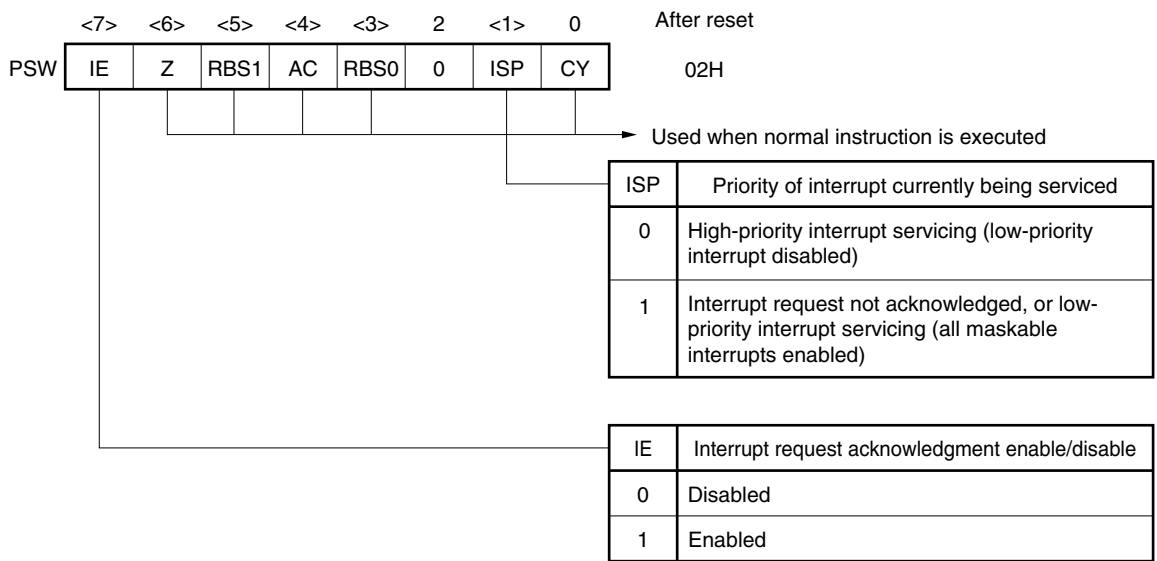 <7> <6> <5> <4> <3> 2 <1> 0 After reset
PSW IE Z RBS1 AC RBS0 0 ISP CY 02H
Used when normal instruction is executed
ISP Priority of interrupt currently being serviced
0 High-priority interrupt servicing (low-priority
interrupt disabled)
1 Interrupt request not acknowledged, or low-
priority interrupt servicing (all maskable
interrupts enabled)
IE Interrupt request acknowledgment enable/disable
0 Disabled
1 Enabled